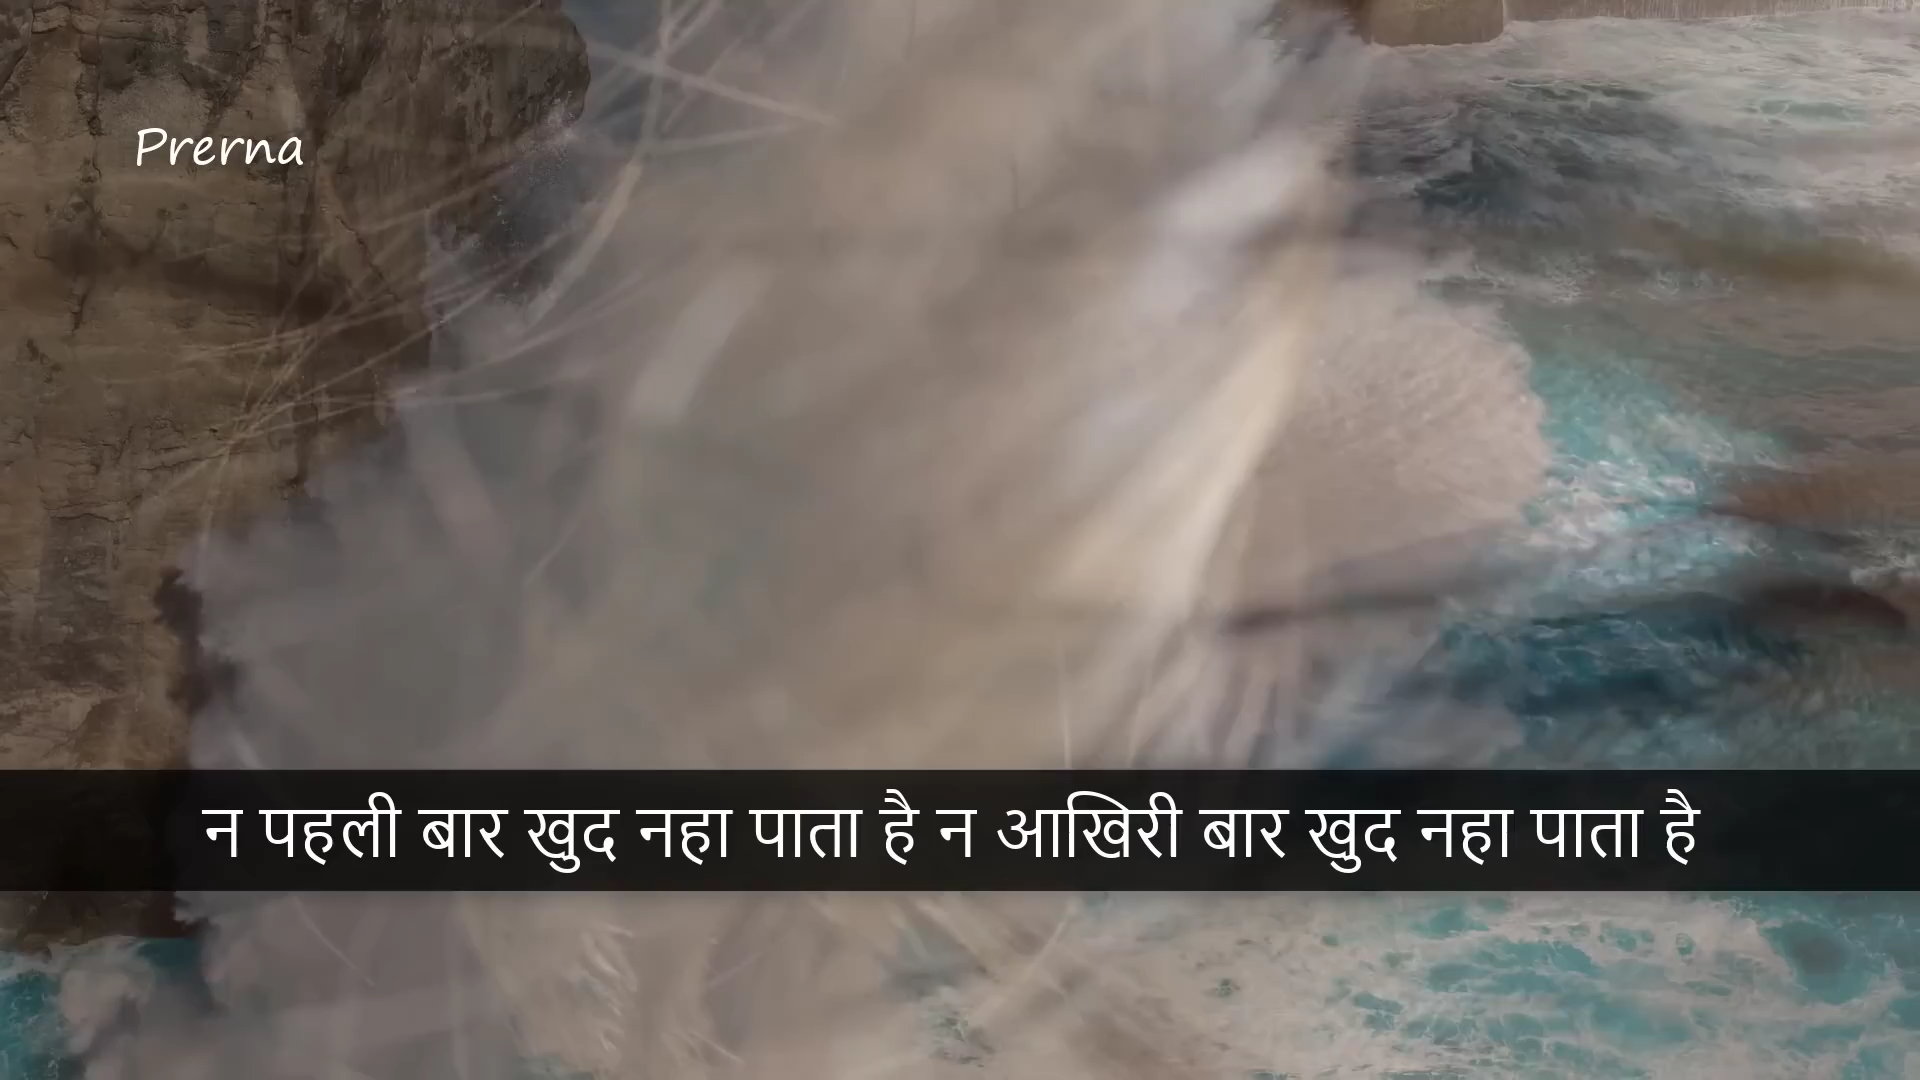 Prerna
न पहली बार खुद नहा पाता है न आखिरी बार खुद नहा पाता है